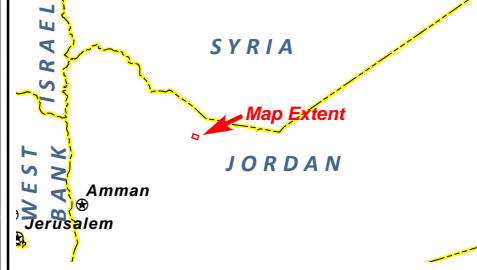 SYRIA
ISRAEL
Map Extent
JORDAN
WEST
BANK
Amman
Jerusalem